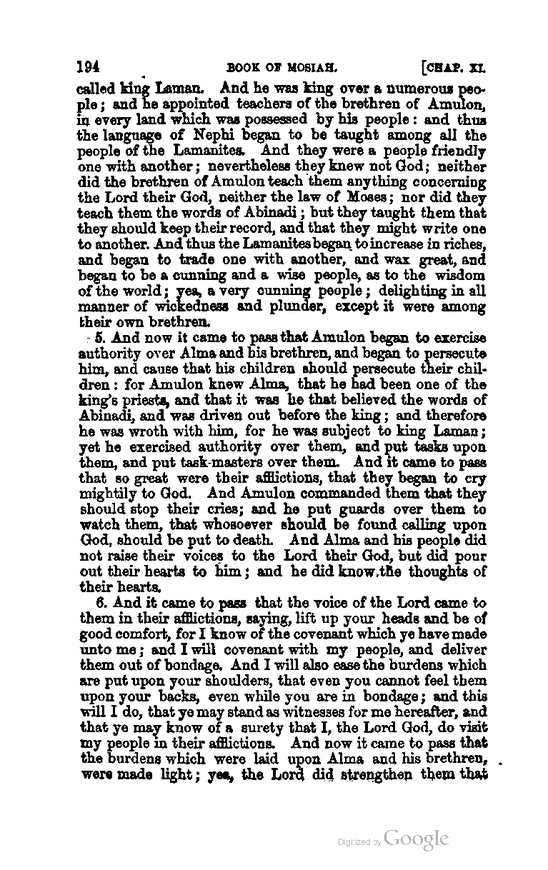 194 BOOK OF MOSIAH. [CHAP. XI.
called king Laman. And he was king over a numerous peo-
ple; and he appointed teachers of the brethren of Amulon,
in every land which was possessed by his people: and thus
the language of Nephi began to be taught among all the
people of the Lamanites. And they were a people friendly
one with another; nevertheless they knew not God; neither
did the brethren of Amulon teach them anything concerning
the Lord their God, neither the law of Moses; nor did they
teach them the words of Abinadi; but they taught them that
they should keep their record, and that they might write one
to another. And thus the Lamanites began to increase in riches,
and began to trade one with another, and wax great, and
began to be a cunning and a wise people, as to the wisdom
of the world; yea, a very cunning people; delighting in all
manner of wickedness and plunder, except it were among
their own brethren.
5. And now it came to pass that Amulon began to exercise
authority over Alma and his brethren, and began to persecute
him, and cause that his children should persecute their chil-
dren: for Amulon knew Alma, that he had been one of the
king's priests, and that it was he that believed the words of
Abinadi, and was driven out before the king; and therefore
he was wroth with him, for he was subject to king Laman;
yet he exercised authority over them, and put tasks upon
them, and put task-masters over them. And it came to pass
that so great were their afflictions, that they began to cry
mightily to God. And Amulon commanded them that they
should stop their cries; and he put guards over them to
watch them, that whosoever should be found calling upon
God, should be put to death. And Alma and his people did
not raise their voices to the Lord their God, but did pour
out their hearts to him; and he did know the thoughts of
their hearts.
6. And it came to pass that the voice of the Lord came to
them in their afflictions, saying, lift up your heads and be of
good comfort, for I know of the covenant which ye have made
unto me; and I will covenant with my people, and deliver
them out of bondage. And I will also ease the burdens which
are put upon your shoulders, that even you cannot feel them
upon your backs, even while you are in bondage; and this
will I do, that ye may stand as witnesses for me hereafter, and
that ye may know of a surety that I, the Lord God, do visit
my people in their afflictions. And now it came to pass that
the burdens which were laid upon Alma and his brethren,
were made light; yea, the Lord did strengthen them that
Digitized by Google